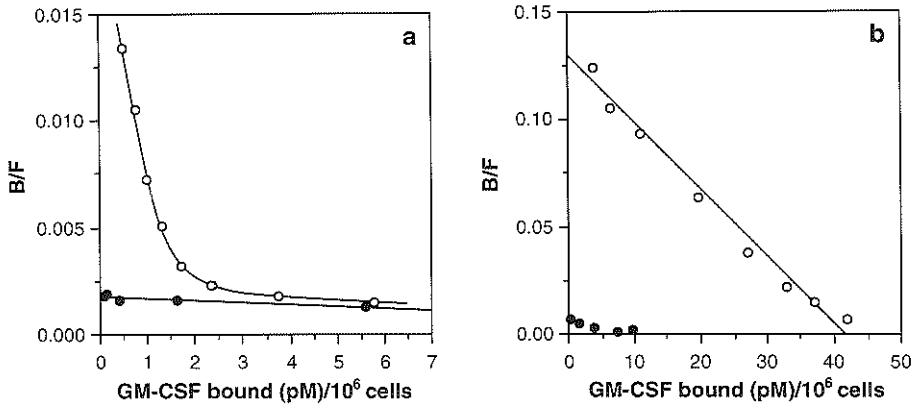 a
B/F
0.015
0.010
0.005
0.000
0 1 2 3 4 5 6 7
GM-CSF bound (pM)/10⁶ cells
b
B/F
0.15
0.10
0.05
0.00
0 10 20 30 40 50
GM-CSF bound (pM)/10⁶ cells